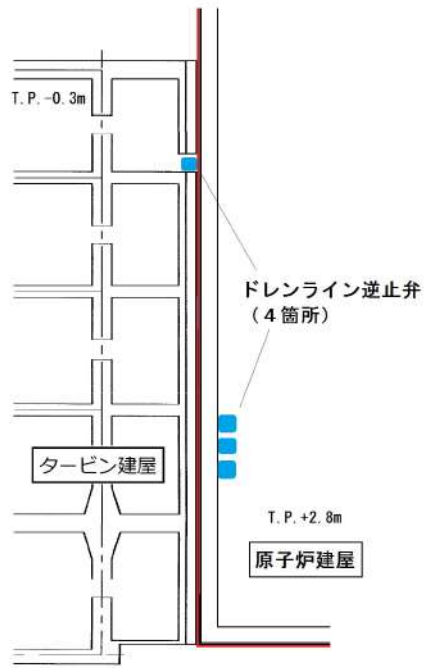 T.P.-0.3m
ドレンライン逆止弁
(4箇所)
タービン建屋
T.P.+2.8m
原子炉建屋